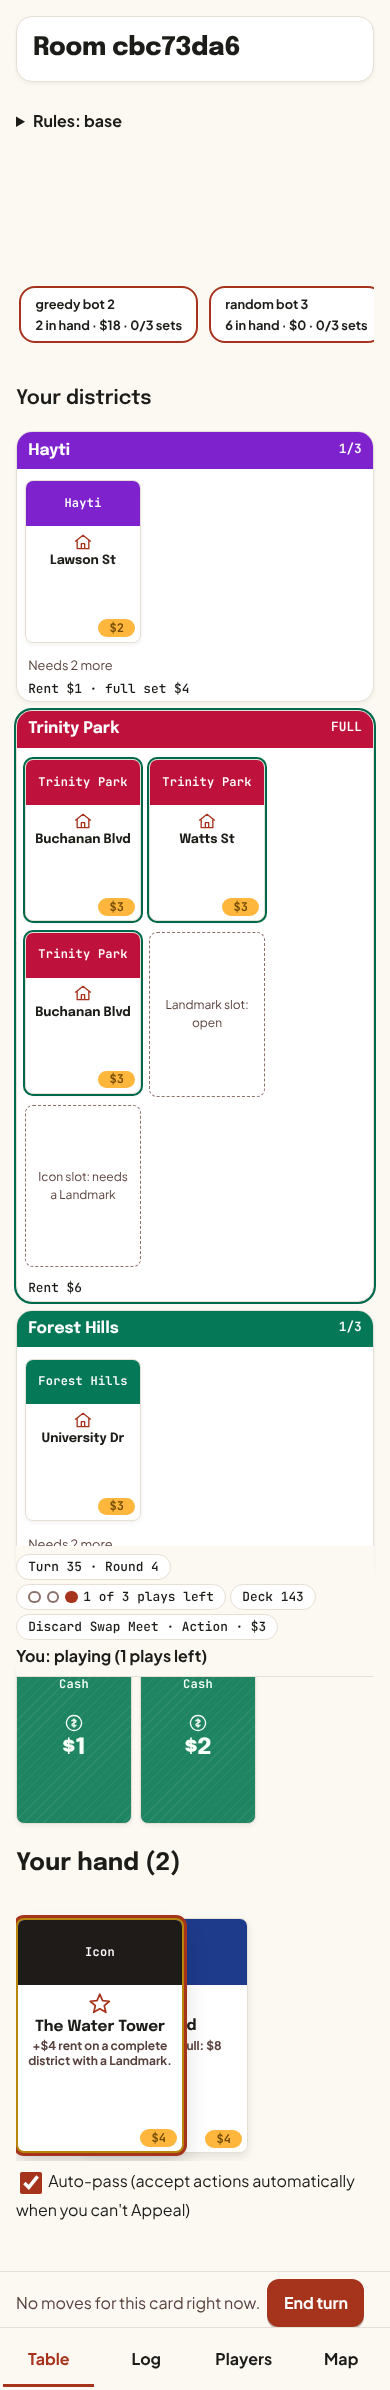 Room cbc73da6
Rules: base
greedy bot 2
2 in hand · $18 · 0/3 sets
random bot 3
6 in hand · $0 · 0/3 sets
Your districts
Hayti
1/3
Hayti
Lawson St
$2
Needs 2 more
Rent $1 · full set $4
Trinity Park
FULL
Trinity Park
Buchanan Blvd
$3
Trinity Park
Watts St
$3
Trinity Park
Buchanan Blvd
$3
Landmark slot:
open
Icon slot: needs
a Landmark
Rent $6
Forest Hills
1/3
Forest Hills
University Dr
$3
Needs 2 more
Turn 35 · Round 4
1 of 3 plays left
Deck 143
Discard Swap Meet · Action · $3
You: playing (1 plays left)
Cash
$1
Cash
$2
Your hand (2)
Icon
The Water Tower
+$4 rent on a complete
district with a Landmark.
$4
$8
$4
Auto-pass (accept actions automatically
when you can't Appeal)
No moves for this card right now.
End turn
Table
Log
Players
Map